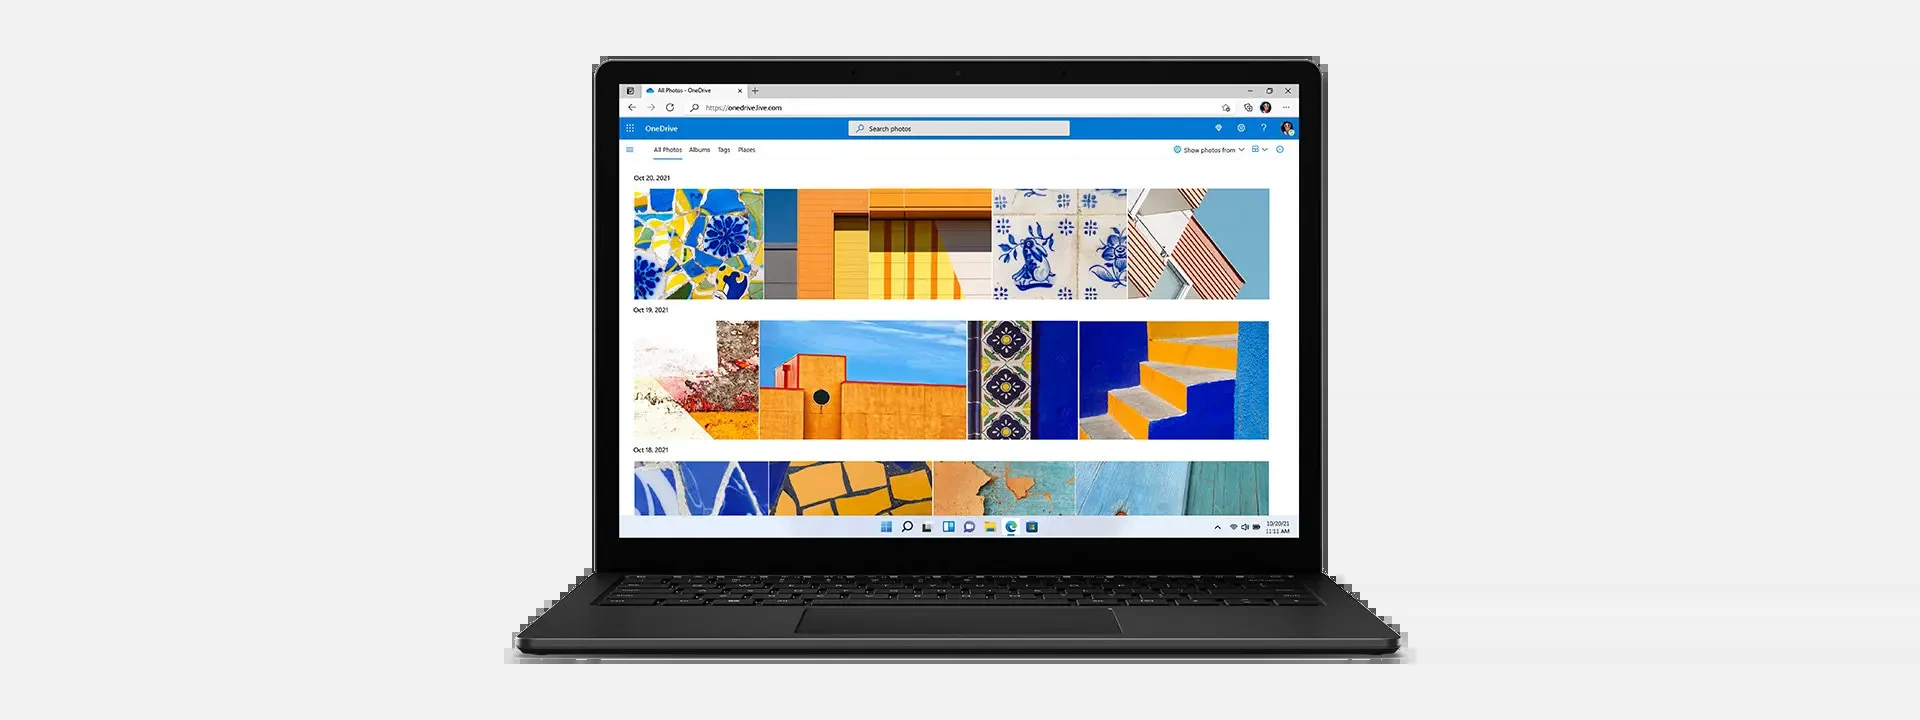 All Photos - OneDrive
https://onedrive.live.com
OneDrive
Search photos
?
All Photos Albums Tags Places
Show photos from
Oct 20, 2021
Oct 19, 2021
Oct 18, 2021
10/20/21
11:11 AM